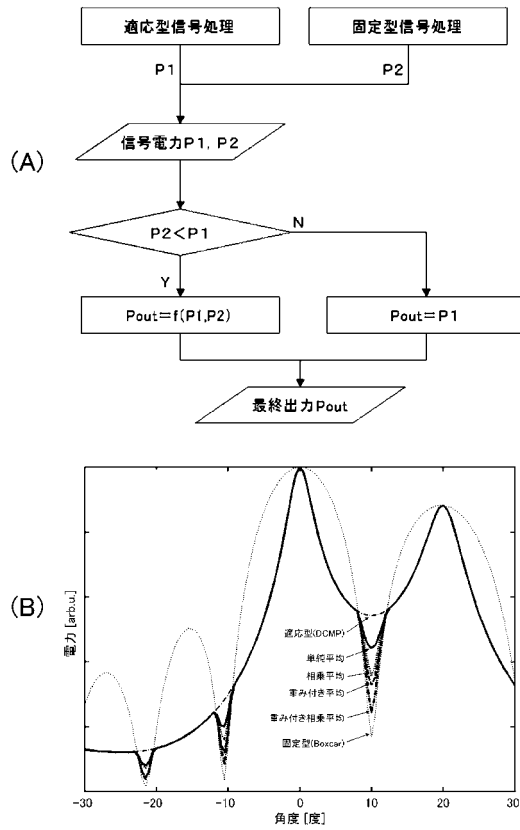 適応型信号処理
固定型信号処理
P1
P2
(A)
信号電力P1, P2
P2<P1
N
Y
Pout=f(P1,P2)
Pout=P1
最終出力Pout
(B)
電力 [arb.u.]
適応型(DCMP)
単純平均
相乗平均
重み付き平均
重み付き相乗平均
固定型(Boxcar)
-30
-20
-10
0
10
20
30
角度 [度]